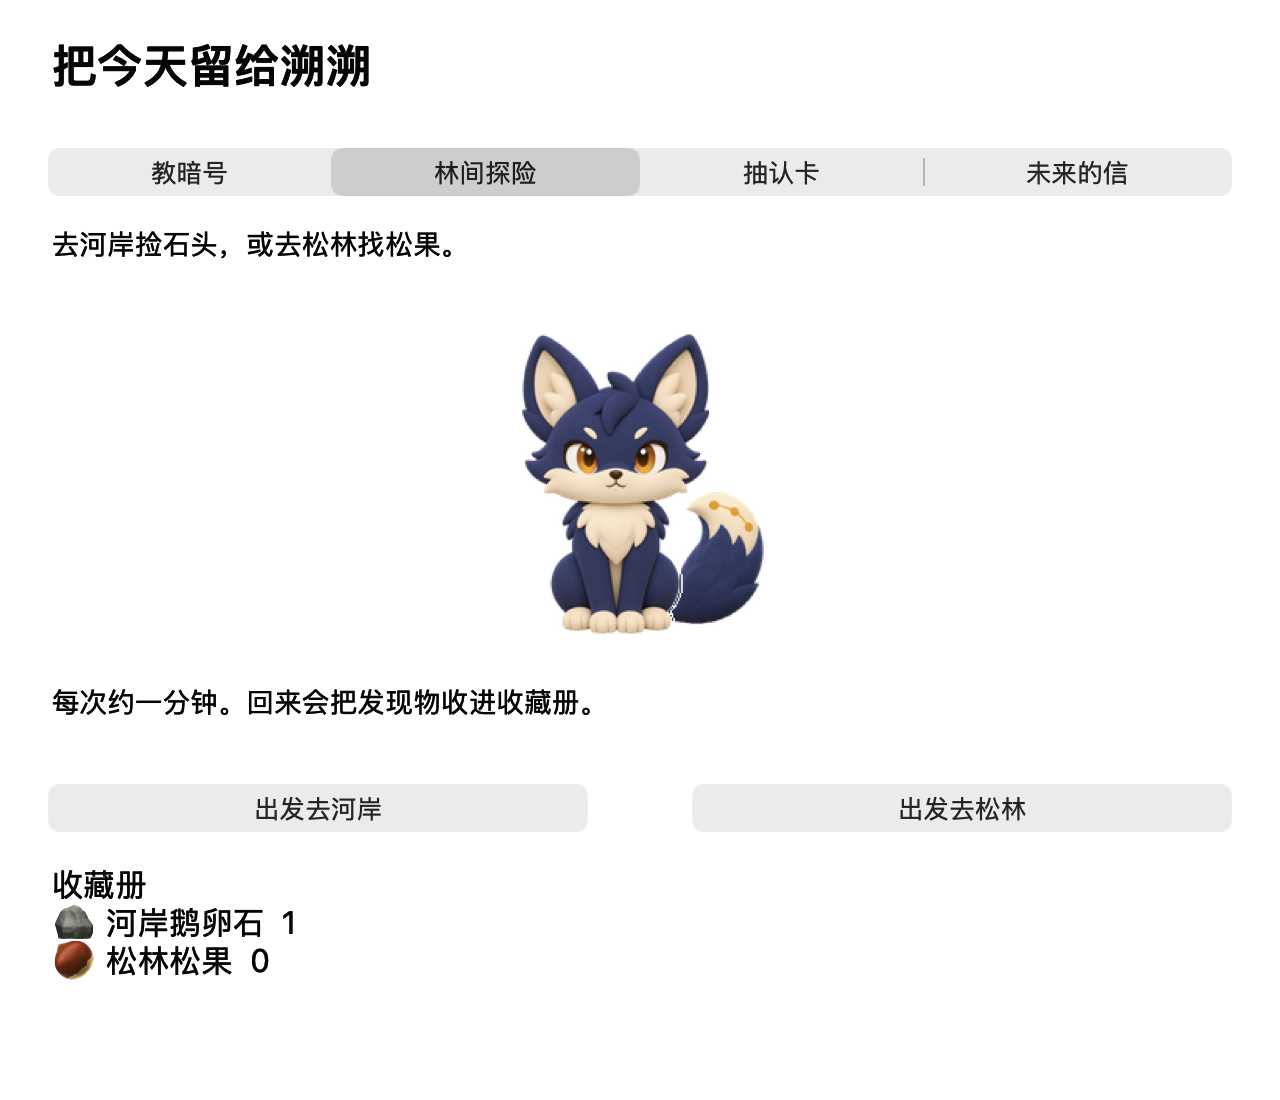 把今天留给溯溯
教暗号 林间探险 抽认卡 未来的信
去河岸捡石头，或去松林找松果。
每次约一分钟。回来会把发现物收进收藏册。
出发去河岸 出发去松林
收藏册
河岸鹅卵石 1
松林松果 0